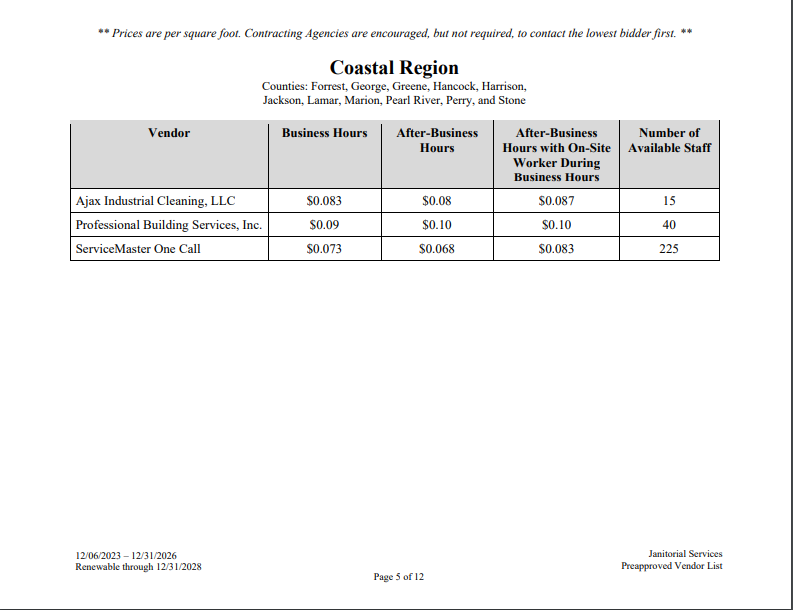 ** Prices are per square foot. Contracting Agencies are encouraged, but not required, to contact the lowest bidder first. **
Coastal Region
Counties: Forrest, George, Greene, Hancock, Harrison,
Jackson, Lamar, Marion, Pearl River, Perry, and Stone
Vendor Business Hours After-Business Hours After-Business Hours with On-Site Worker During Business Hours Number of Available Staff
Ajax Industrial Cleaning, LLC $0.083 $0.08 $0.087 15
Professional Building Services, Inc. $0.09 $0.10 $0.10 40
ServiceMaster One Call $0.073 $0.068 $0.083 225
12/06/2023 – 12/31/2026
Renewable through 12/31/2028
Page 5 of 12
Janitorial Services
Preapproved Vendor List